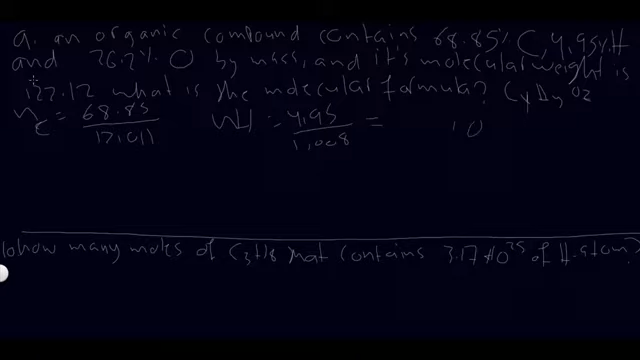 a. an organic compound contains 68.85% C, 4.95% H
and 26.2% O by mass, and it's molecular weight is
122.12 what is the molecular formula? CxHyOz
nC = 68.85 / 12.011 nH = 4.95 / 1.008 = 10
how many moles of C3H8 that contains 3.17*10^25 of H.atom?